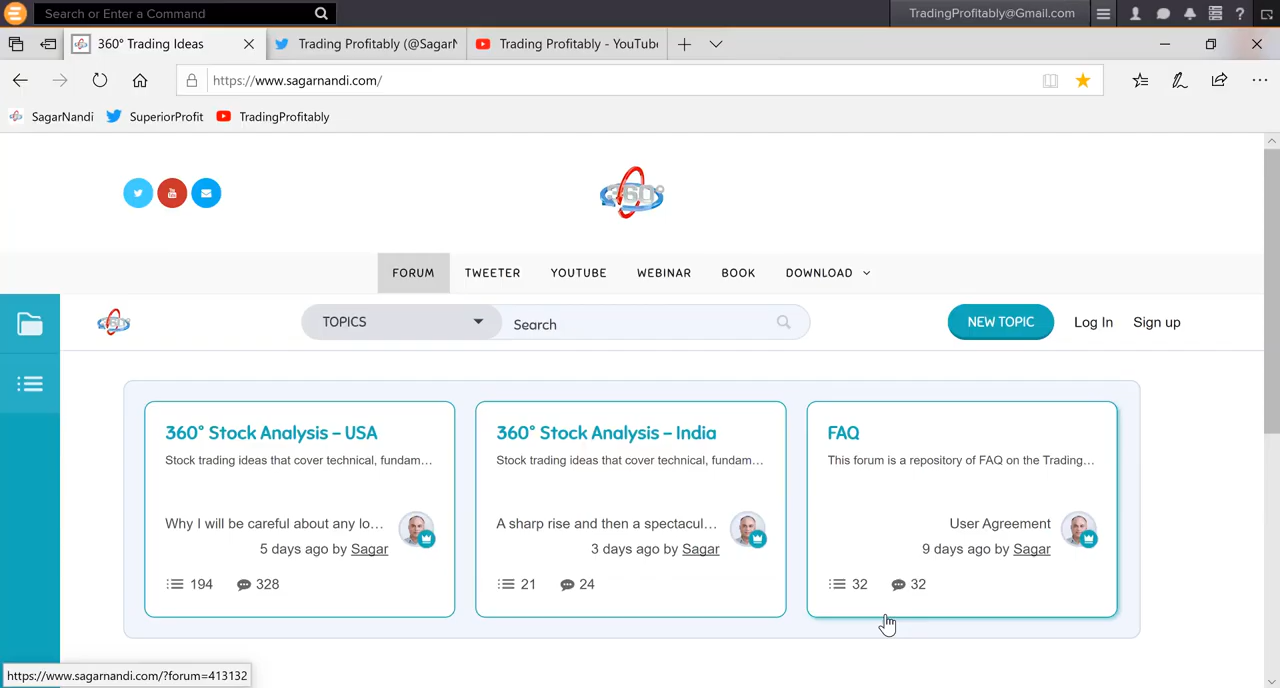 Search or Enter a Command
TradingProfitably@Gmail.com
?
360° Trading Ideas
Trading Profitably (@SagarN
Trading Profitably - YouTube
https://www.sagarnandi.com/
SagarNandi
SuperiorProfit
TradingProfitably
360°
FORUM
TWEETER
YOUTUBE
WEBINAR
BOOK
DOWNLOAD
TOPICS
Search
NEW TOPIC
Log In
Sign up
360° Stock Analysis – USA
Stock trading ideas that cover technical, fundam…
Why I will be careful about any lo…
5 days ago by Sagar
194 328
360° Stock Analysis – India
Stock trading ideas that cover technical, fundam…
A sharp rise and then a spectacul…
3 days ago by Sagar
21 24
FAQ
This forum is a repository of FAQ on the Trading…
User Agreement
9 days ago by Sagar
32 32
https://www.sagarnandi.com/?forum=413132